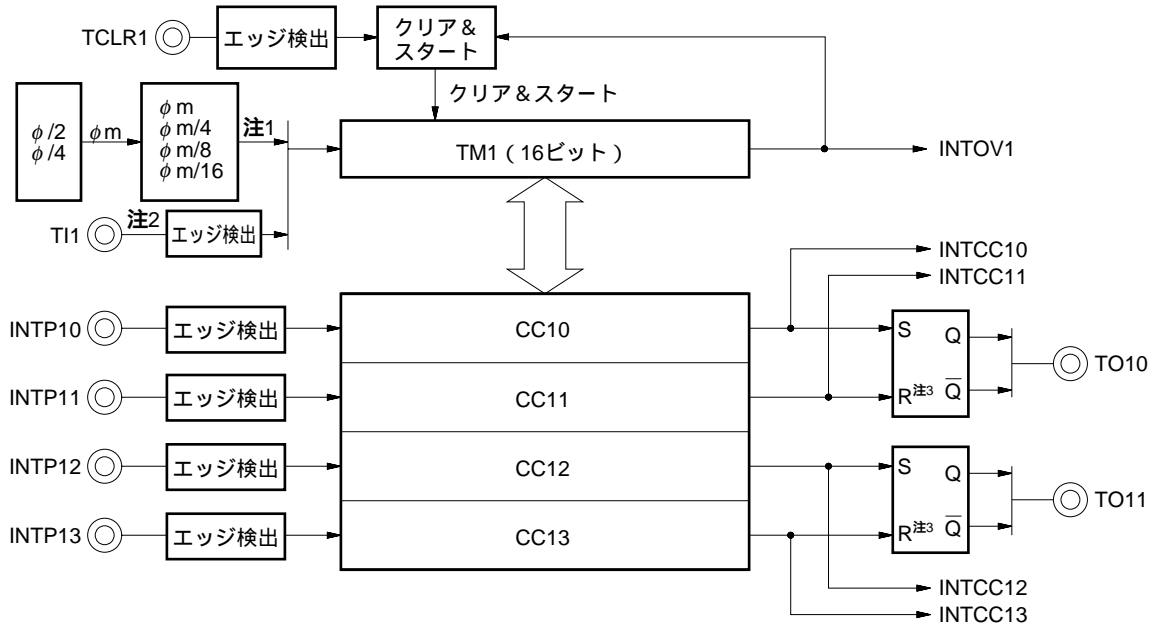 TCLR1
エッジ検出
クリア&
スタート
クリア&スタート
φ/2
φ/4
φm
φm
φm/4
φm/8
φm/16
注1
TM1(16ビット)
INTOV1
TI1
注2
エッジ検出
INTCC10
INTCC11
INTP10
エッジ検出
CC10
S
Q
TO10
INTP11
エッジ検出
CC11
R注3
Q̅
INTP12
エッジ検出
CC12
S
Q
TO11
INTP13
エッジ検出
CC13
R注3
Q̅
INTCC12
INTCC13